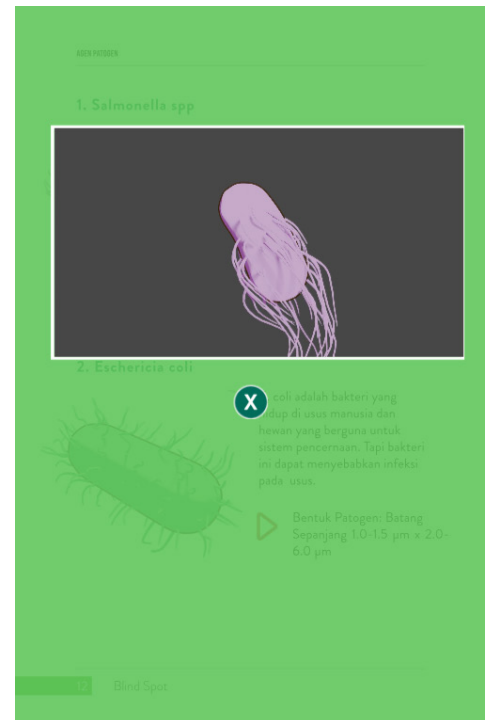 AGEN PATOGEN
1. Salmonella spp
2. Eschericia coli
X
coli adalah bakteri yang
hidup di usus manusia dan
hewan yang berguna untuk
sistem pencernaan. Tapi bakteri
ini dapat menyebabkan infeksi
pada usus.
Bentuk Patogen: Batang
Sepanjang 1.0-1.5 µm x 2.0-
6.0 µm
12 Blind Spot